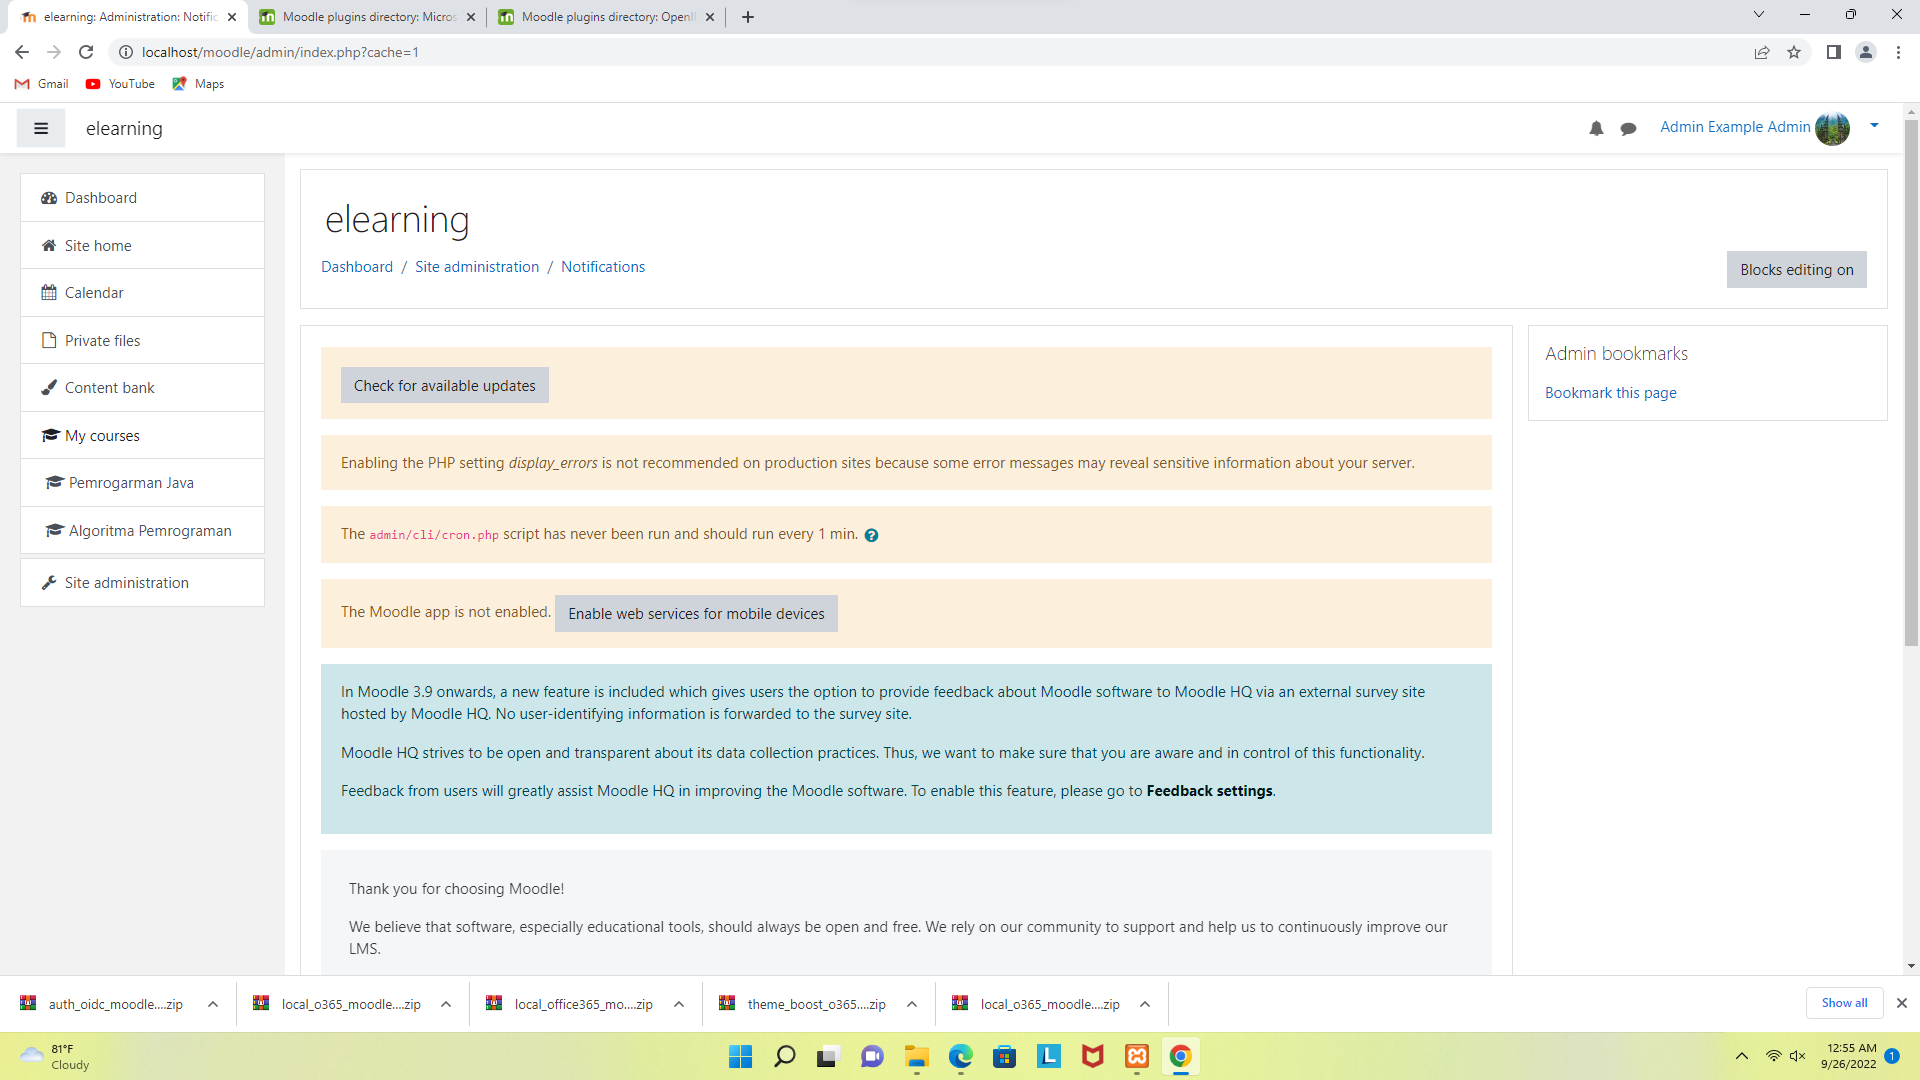 elearning: Administration: Notific
Moodle plugins directory: Micros
Moodle plugins directory: OpenI
localhost/moodle/admin/index.php?cache=1
Gmail
YouTube
Maps
elearning
Admin Example Admin
Dashboard
Site home
Calendar
Private files
Content bank
My courses
Pemrogarman Java
Algoritma Pemrograman
Site administration
elearning
Dashboard / Site administration / Notifications
Blocks editing on
Check for available updates
Enabling the PHP setting display_errors is not recommended on production sites because some error messages may reveal sensitive information about your server.
The admin/cli/cron.php script has never been run and should run every 1 min.
The Moodle app is not enabled. Enable web services for mobile devices
In Moodle 3.9 onwards, a new feature is included which gives users the option to provide feedback about Moodle software to Moodle HQ via an external survey site
hosted by Moodle HQ. No user-identifying information is forwarded to the survey site.
Moodle HQ strives to be open and transparent about its data collection practices. Thus, we want to make sure that you are aware and in control of this functionality.
Feedback from users will greatly assist Moodle HQ in improving the Moodle software. To enable this feature, please go to Feedback settings.
Thank you for choosing Moodle!
We believe that software, especially educational tools, should always be open and free. We rely on our community to support and help us to continuously improve our
LMS.
Admin bookmarks
Bookmark this page
auth_oidc_moodle....zip
local_o365_moodle....zip
local_office365_mo....zip
theme_boost_o365....zip
local_o365_moodle....zip
Show all
81°F
Cloudy
12:55 AM
9/26/2022
1